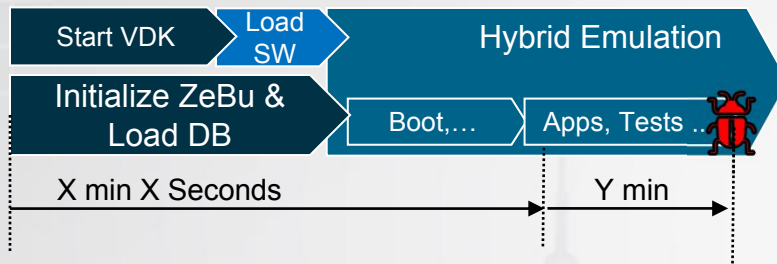 Start VDK
Load
SW
Hybrid Emulation
Initialize ZeBu &
Load DB
Boot,…
Apps, Tests ..
X min X Seconds
Y min